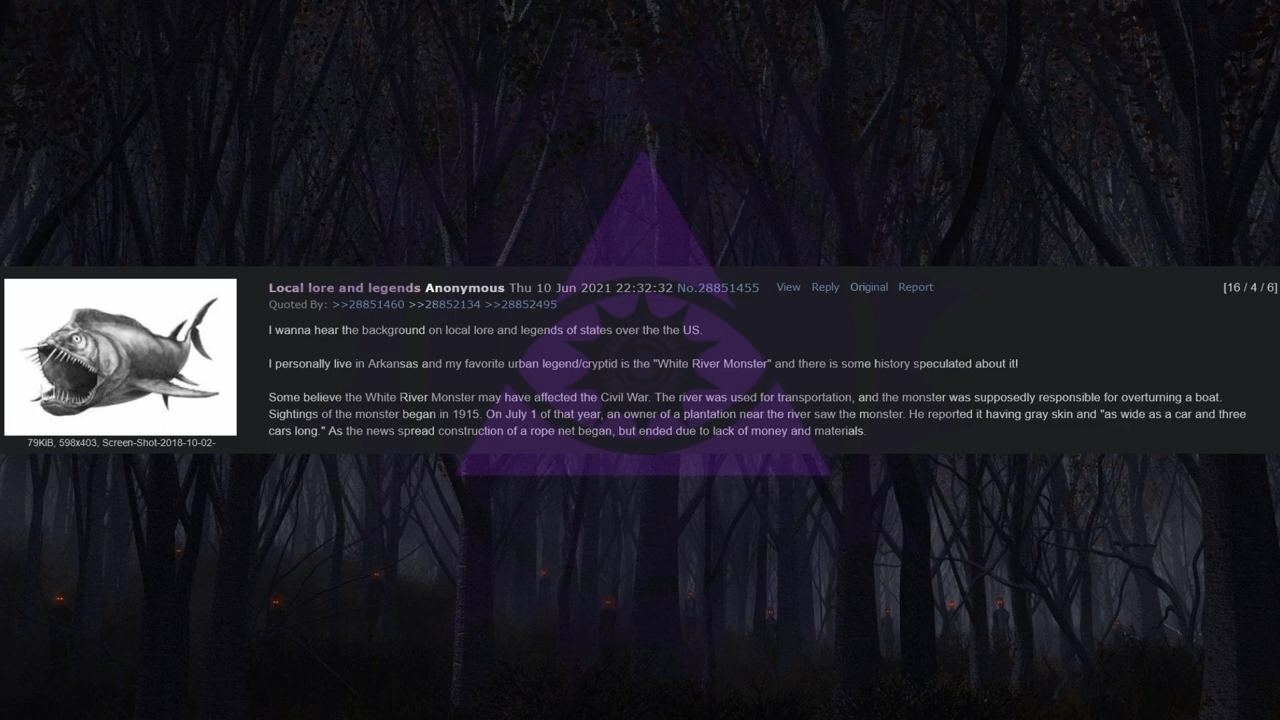 Local lore and legends Anonymous Thu 10 Jun 2021 22:32:32 No.28851455 View Reply Original Report [16 / 4 / 6]
Quoted By: >>28851460 >>28852134 >>28852495
I wanna hear the background on local lore and legends of states over the the US.
I personally live in Arkansas and my favorite urban legend/cryptid is the "White River Monster" and there is some history speculated about it!
Some believe the White River Monster may have affected the Civil War. The river was used for transportation, and the monster was supposedly responsible for overturning a boat.
Sightings of the monster began in 1915. On July 1 of that year, an owner of a plantation near the river saw the monster. He reported it having gray skin and "as wide as a car and three
cars long." As the news spread construction of a rope net began, but ended due to lack of money and materials.
79KiB, 598x403, Screen-Shot-2018-10-02-